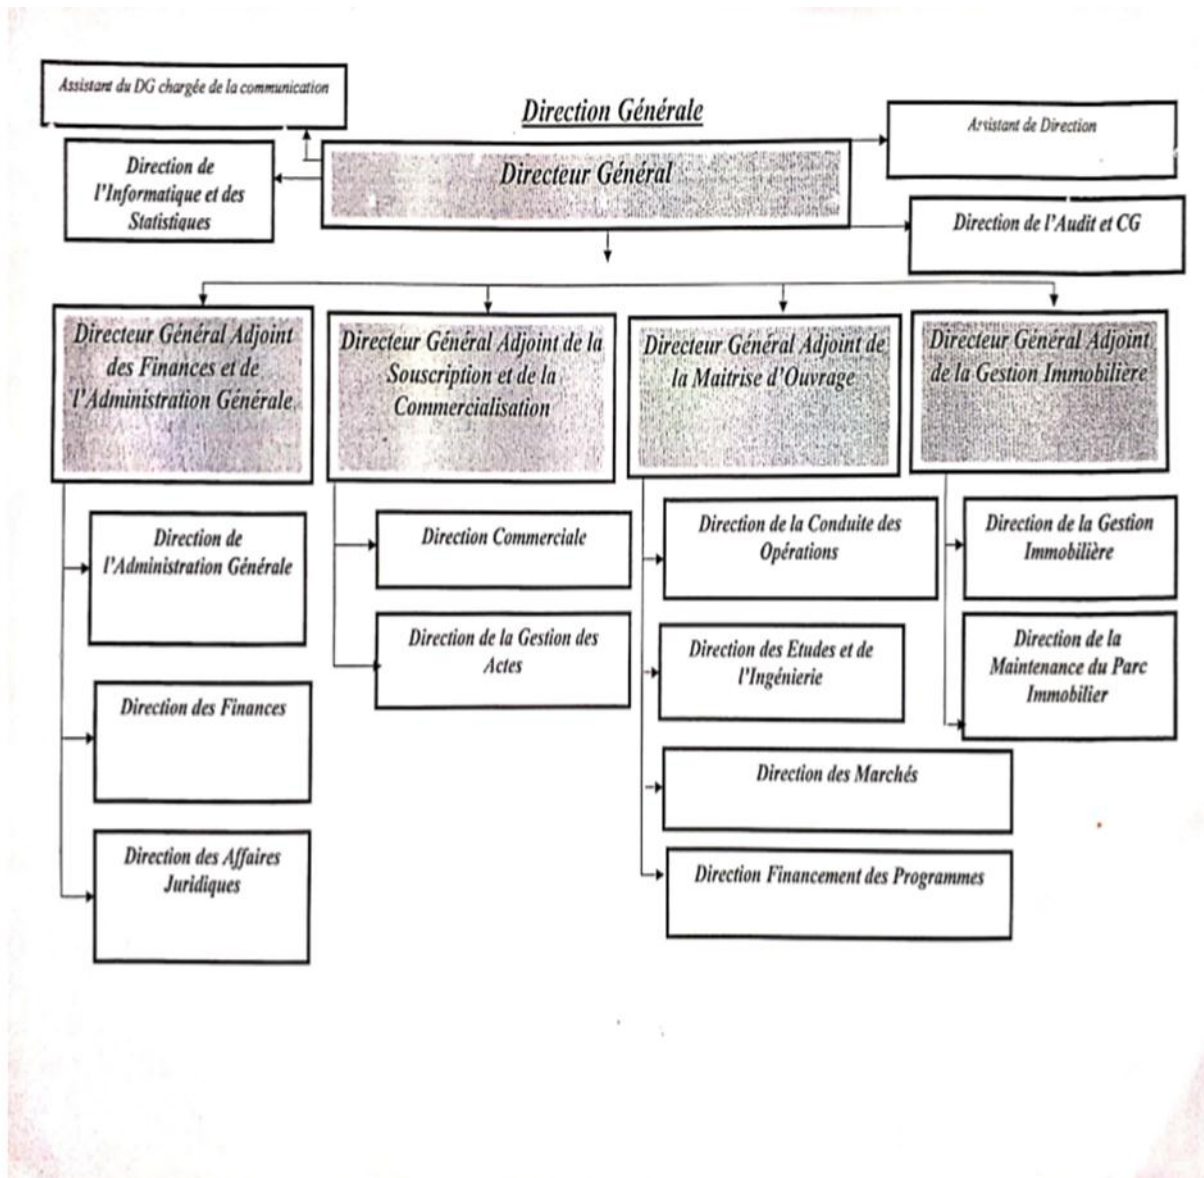 Assistant du DG chargée de la communication
Direction Générale
Assistant de Direction
Direction de
l'Informatique et des
Statistiques
Directeur Général
Direction de l'Audit et CG
Directeur Général Adjoint
des Finances et de
l'Administration Générale
Directeur Général Adjoint de la
Souscription et de la
Commercialisation
Directeur Général Adjoint de
la Maitrise d'Ouvrage
Directeur Général Adjoint
de la Gestion Immobiliere
Direction de
l'Administration Générale
Direction Commerciale
Direction de la Conduite des
Opérations
Direction de la Gestion
Immobilière
Direction de la Gestion des
Actes
Direction des Etudes et de
l'Ingénierie
Direction de la
Maintenance du Parc
Immobilier
Direction des Finances
Direction des Marchés
Direction des Affaires
Juridiques
Direction Financement des Programmes